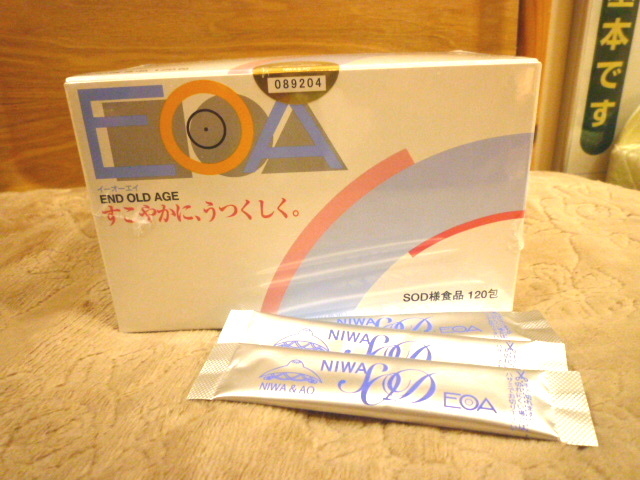 089204
EOA
イーオーエイ
END OLD AGE
すこやかに、うつくしく。
SOD様食品 120包
本です
NIWA SOD EOA
NIWA SOD
NIWA SOD EOA
NIWA & AO